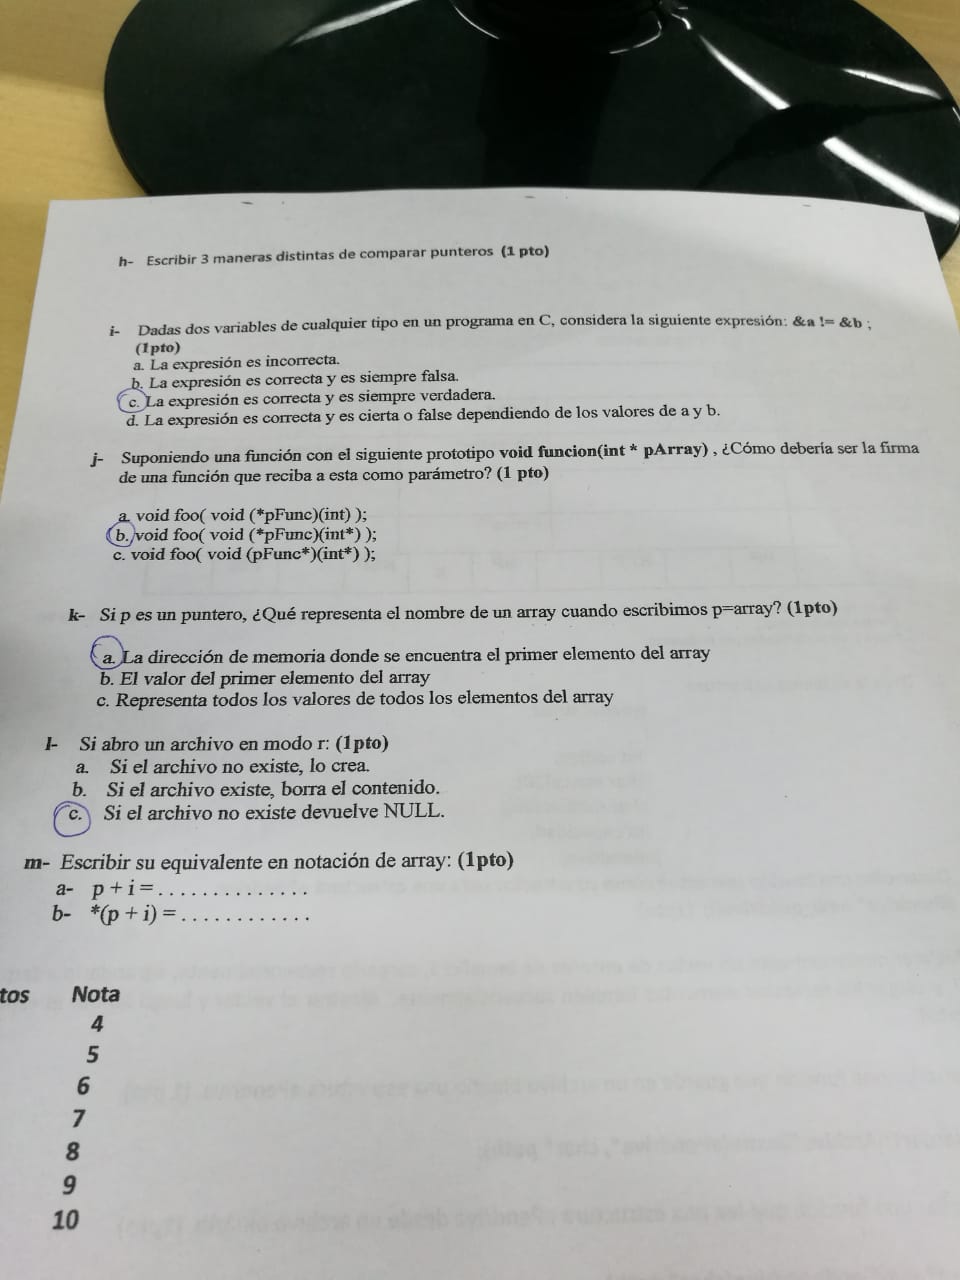 h- Escribir 3 maneras distintas de comparar punteros (1 pto)
i- Dadas dos variables de cualquier tipo en un programa en C, considera la siguiente expresión: &a != &b ;
(1pto)
a. La expresión es incorrecta.
b. La expresión es correcta y es siempre falsa.
c. La expresión es correcta y es siempre verdadera.
d. La expresión es correcta y es cierta o false dependiendo de los valores de a y b.
j- Suponiendo una función con el siguiente prototipo void funcion(int * pArray) , ¿Cómo debería ser la firma
de una función que reciba a esta como parámetro? (1 pto)
a. void foo( void (*pFunc)(int) );
b. void foo( void (*pFunc)(int*) );
c. void foo( void (pFunc*)(int*) );
k- Si p es un puntero, ¿Qué representa el nombre de un array cuando escribimos p=array? (1pto)
a. La dirección de memoria donde se encuentra el primer elemento del array
b. El valor del primer elemento del array
c. Representa todos los valores de todos los elementos del array
l- Si abro un archivo en modo r: (1pto)
a. Si el archivo no existe, lo crea.
b. Si el archivo existe, borra el contenido.
c. Si el archivo no existe devuelve NULL.
m- Escribir su equivalente en notación de array: (1pto)
a- p + i = . . . . . . . . . . . . . .
b- *(p + i) = . . . . . . . . . . . .
tos Nota
4
5
6
7
8
9
10